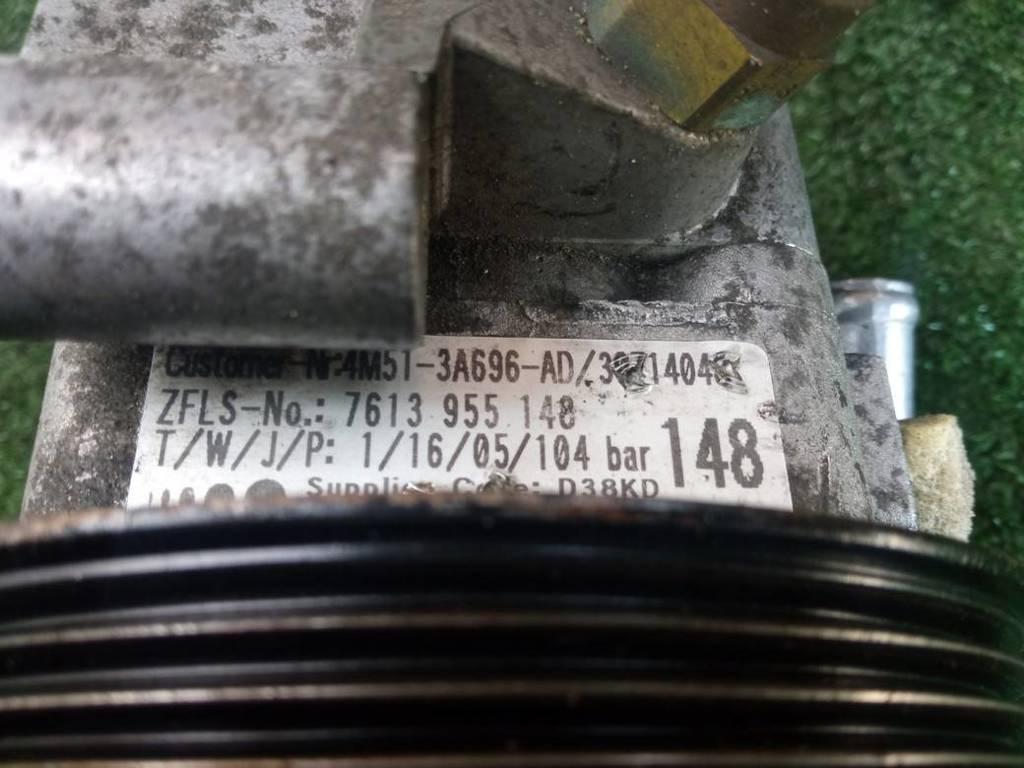 Customer-Nr:4M51-3A696-AD/
ZFLS-No.: 7613 955 148
T/W/J/P: 1/16/05/104 bar 148
Supplier Code: D38KD